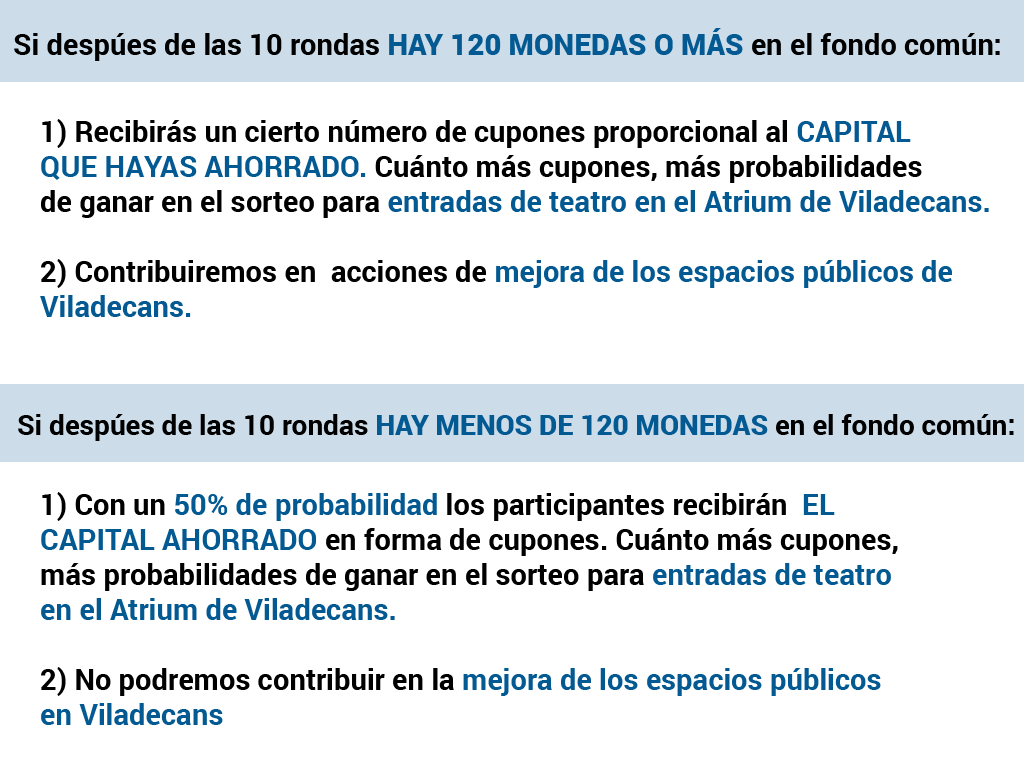 Si despúes de las 10 rondas HAY 120 MONEDAS O MÁS en el fondo común:
1) Recibirás un cierto número de cupones proporcional al CAPITAL
QUE HAYAS AHORRADO. Cuánto más cupones, más probabilidades
de ganar en el sorteo para entradas de teatro en el Atrium de Viladecans.
2) Contribuiremos en  acciones de mejora de los espacios públicos de
Viladecans.
Si despúes de las 10 rondas HAY MENOS DE 120 MONEDAS en el fondo común:
1) Con un 50% de probabilidad los participantes recibirán  EL
CAPITAL AHORRADO en forma de cupones. Cuánto más cupones,
más probabilidades de ganar en el sorteo para entradas de teatro
en el Atrium de Viladecans.
2) No podremos contribuir en la mejora de los espacios públicos
en Viladecans